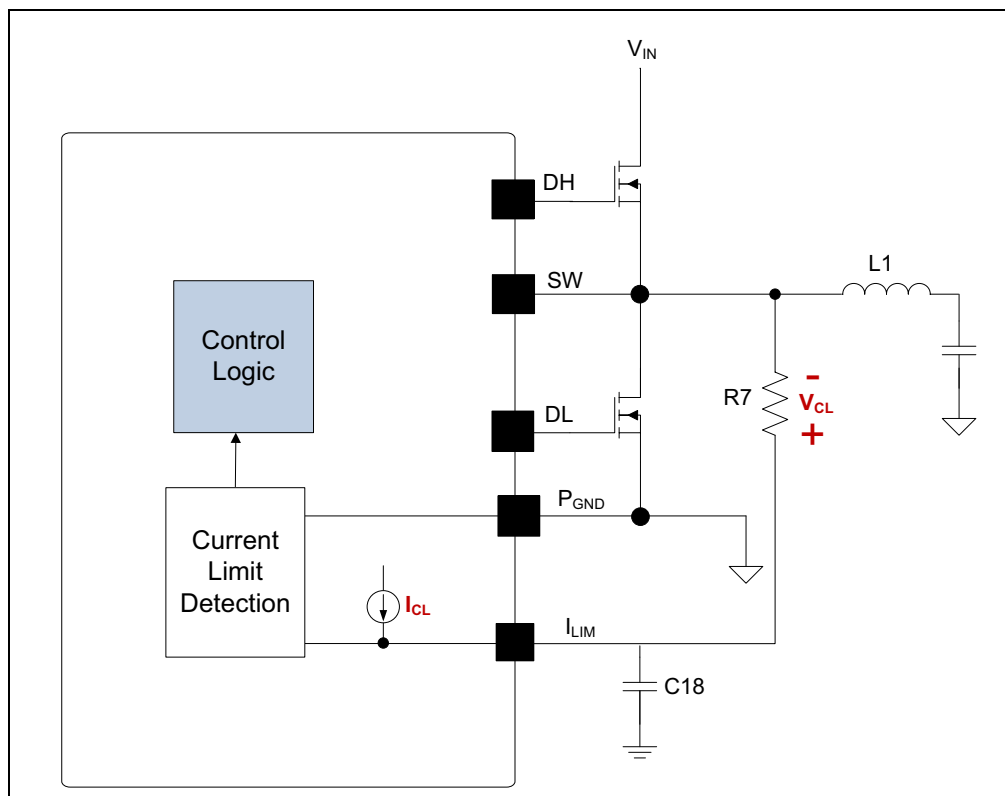 VIN
DH
SW
L1
Control
Logic
R7
-
VCL
+
DL
PGND
Current
Limit
Detection
ICL
ILIM
C18